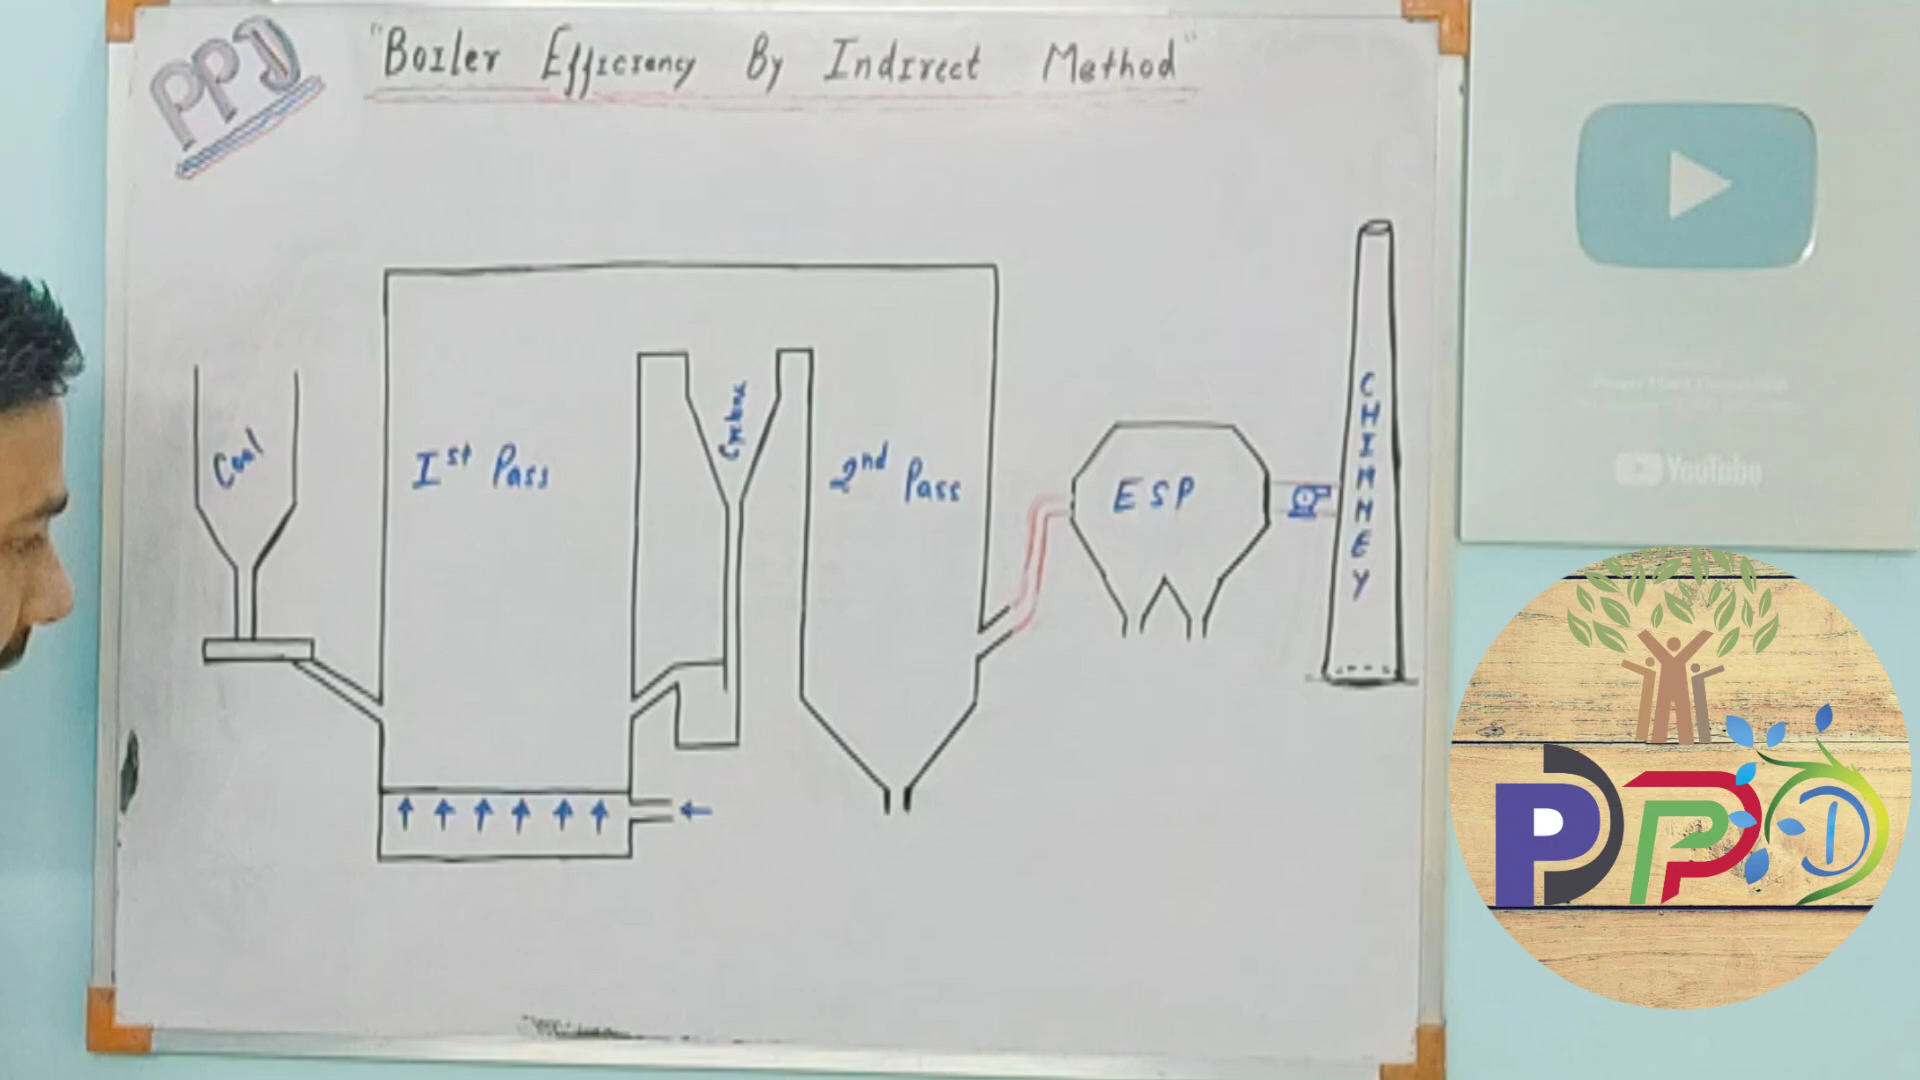 PPD
"Boiler Efficiency By Indirect Method"
Coal
Ist Pass
Cyclone
2nd Pass
ESP
CHIMNEY
YouTube
PPD